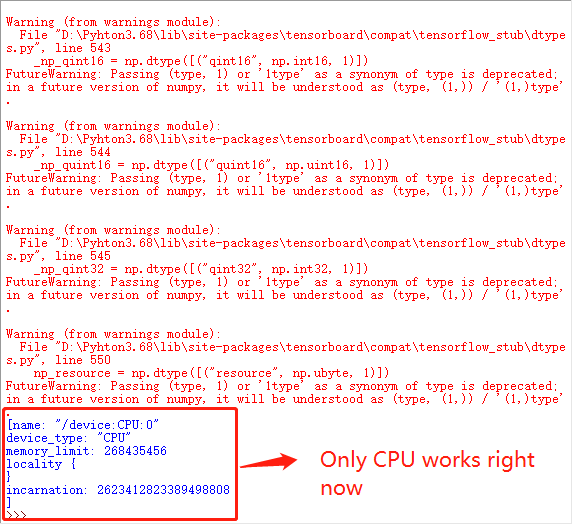 Warning (from warnings module):
  File "D:\Pyhton3.68\lib\site-packages\tensorboard\compat\tensorflow_stub\dtyp
es.py", line 543
    _np_qint16 = np.dtype([("qint16", np.int16, 1)])
FutureWarning: Passing (type, 1) or '1type' as a synonym of type is deprecated;
in a future version of numpy, it will be understood as (type, (1,)) / '(1,)type'
.
Warning (from warnings module):
  File "D:\Pyhton3.68\lib\site-packages\tensorboard\compat\tensorflow_stub\dtyp
es.py", line 544
    _np_quint16 = np.dtype([("quint16", np.uint16, 1)])
FutureWarning: Passing (type, 1) or '1type' as a synonym of type is deprecated;
in a future version of numpy, it will be understood as (type, (1,)) / '(1,)type'
.
Warning (from warnings module):
  File "D:\Pyhton3.68\lib\site-packages\tensorboard\compat\tensorflow_stub\dtyp
es.py", line 545
    _np_qint32 = np.dtype([("qint32", np.int32, 1)])
FutureWarning: Passing (type, 1) or '1type' as a synonym of type is deprecated;
in a future version of numpy, it will be understood as (type, (1,)) / '(1,)type'
.
Warning (from warnings module):
  File "D:\Pyhton3.68\lib\site-packages\tensorboard\compat\tensorflow_stub\dtyp
es.py", line 550
    np_resource = np.dtype([("resource", np.ubyte, 1)])
FutureWarning: Passing (type, 1) or '1type' as a synonym of type is deprecated;
in a future version of numpy, it will be understood as (type, (1,)) / '(1,)type'
.
[name: "/device:CPU:0"
device_type: "CPU"
memory_limit: 268435456
locality {
}
incarnation: 2623412823389498808
]
>>>
Only CPU works right
now